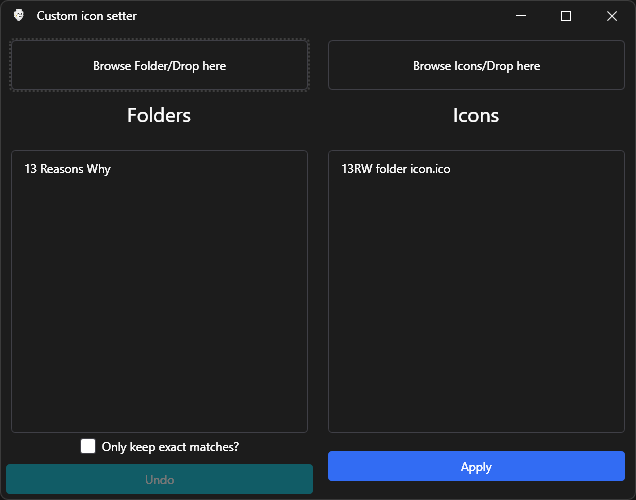 Custom icon setter
Browse Folder/Drop here
Browse Icons/Drop here
Folders
Icons
13 Reasons Why
13RW folder icon.ico
Only keep exact matches?
Undo
Apply